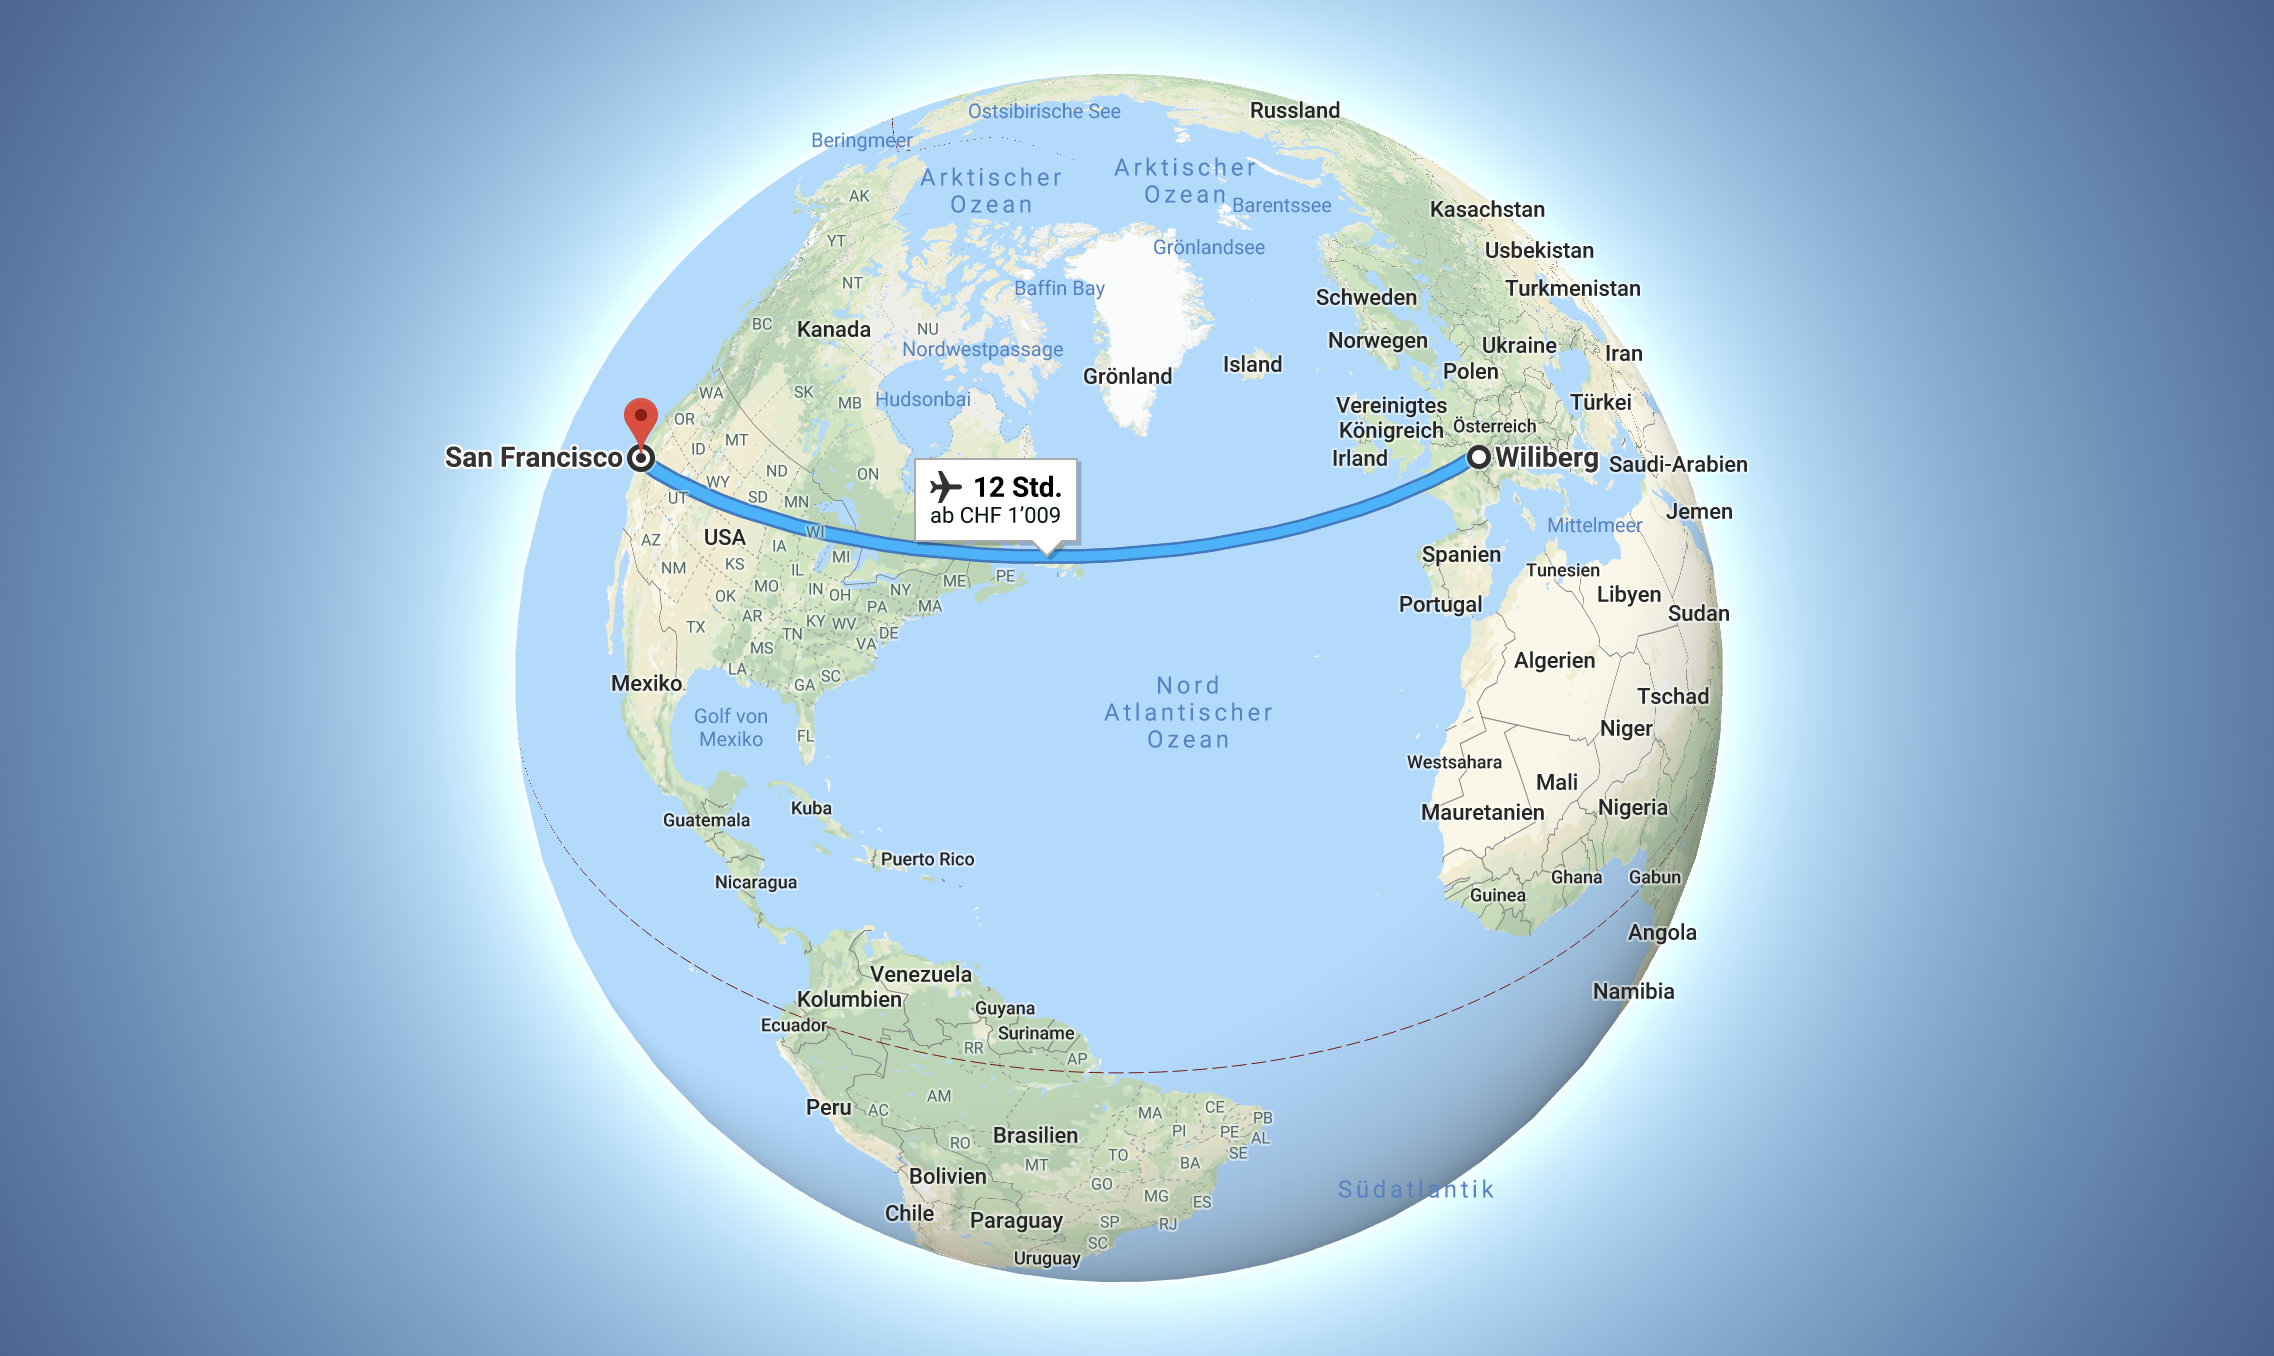 Ostsibirische See
Russland
Beringmeer
Arktischer
Ozean
Arktischer
Ozean
AK
Barentssee
Kasachstan
YT
Grönlandsee
Usbekistan
NT
Baffin Bay
Turkmenistan
Schweden
BC
Kanada
NU
Norwegen
Ukraine
Nordwestpassage
Iran
Island
Polen
Grönland
WA
SK
MB
Hudsonbai
Türkei
Vereinigtes
Königreich
OR
Österreich
MT
ID
San Francisco
Irland
Wiliberg
Saudi-Arabien
ND
ON
WY
12 Std.
ab CHF 1’009
UT
SD
MN
Jemen
Mittelmeer
WI
USA
AZ
IA
MI
Spanien
KS
NM
IL
Tunesien
PE
ME
MO
IN
OH
NY
OK
Libyen
Portugal
PA
MA
AR
KY
WV
Sudan
TX
TN
DE
VA
MS
Algerien
LA
SC
GA
Mexiko
Nord
Atlantischer
Ozean
Tschad
Golf von
Mexiko
FL
Niger
Westsahara
Mali
Kuba
Nigeria
Mauretanien
Guatemala
Puerto Rico
Nicaragua
Ghana
Gabun
Guinea
Angola
Venezuela
Namibia
Kolumbien
Guyana
Ecuador
Suriname
RR
AP
AM
Peru
AC
MA
CE
PB
Brasilien
PI
PE
AL
RO
SE
TO
MT
BA
Bolivien
GO
Südatlantik
MG
ES
Chile
Paraguay
SP
RJ
SC
Uruguay